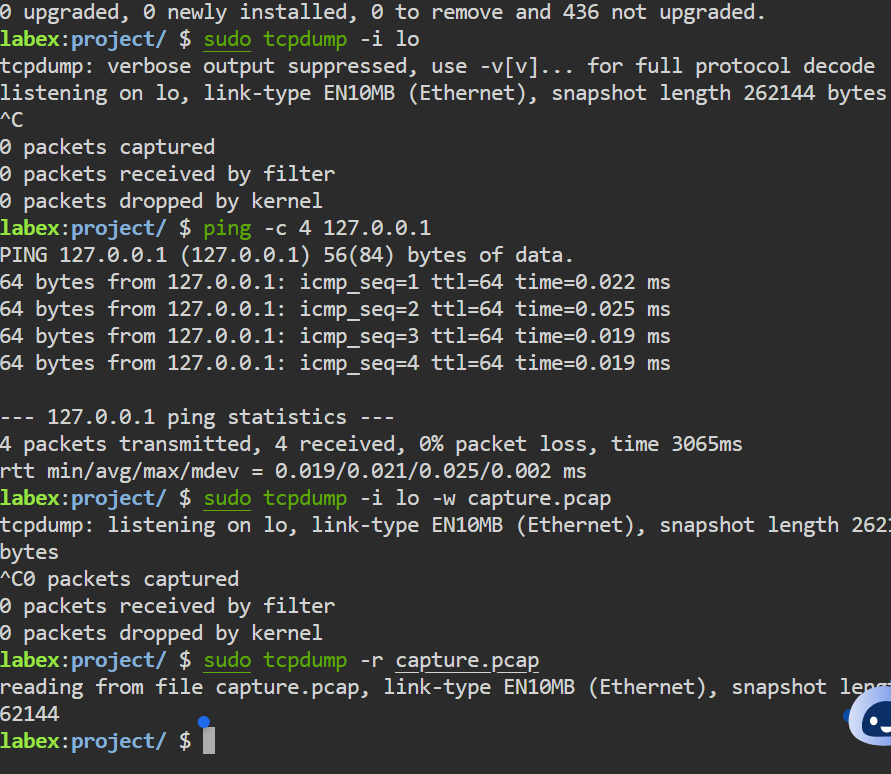 0 upgraded, 0 newly installed, 0 to remove and 436 not upgraded.
labex:project/ $ sudo tcpdump -i lo
tcpdump: verbose output suppressed, use -v[v]... for full protocol decode
listening on lo, link-type EN10MB (Ethernet), snapshot length 262144 bytes
^C
0 packets captured
0 packets received by filter
0 packets dropped by kernel
labex:project/ $ ping -c 4 127.0.0.1
PING 127.0.0.1 (127.0.0.1) 56(84) bytes of data.
64 bytes from 127.0.0.1: icmp_seq=1 ttl=64 time=0.022 ms
64 bytes from 127.0.0.1: icmp_seq=2 ttl=64 time=0.025 ms
64 bytes from 127.0.0.1: icmp_seq=3 ttl=64 time=0.019 ms
64 bytes from 127.0.0.1: icmp_seq=4 ttl=64 time=0.019 ms
--- 127.0.0.1 ping statistics ---
4 packets transmitted, 4 received, 0% packet loss, time 3065ms
rtt min/avg/max/mdev = 0.019/0.021/0.025/0.002 ms
labex:project/ $ sudo tcpdump -i lo -w capture.pcap
tcpdump: listening on lo, link-type EN10MB (Ethernet), snapshot length 262
bytes
^C0 packets captured
0 packets received by filter
0 packets dropped by kernel
labex:project/ $ sudo tcpdump -r capture.pcap
reading from file capture.pcap, link-type EN10MB (Ethernet), snapshot
62144
labex:project/ $